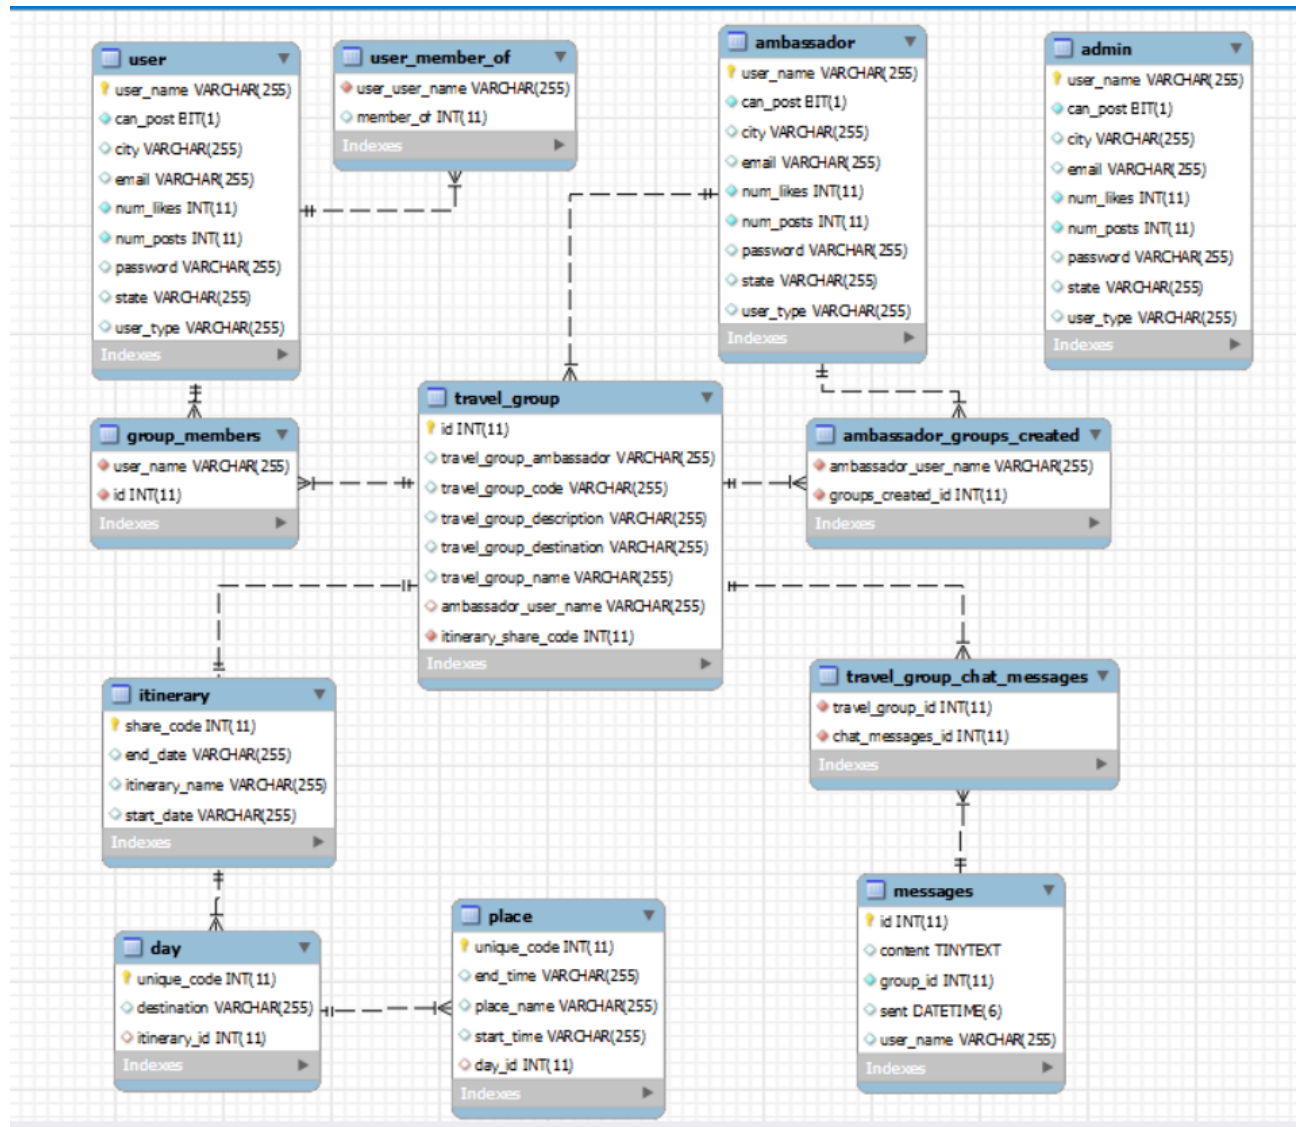 user
user_name VARCHAR(255)
can_post BIT(1)
city VARCHAR(255)
email VARCHAR(255)
num_likes INT(11)
num_posts INT(11)
password VARCHAR(255)
state VARCHAR(255)
user_type VARCHAR(255)
Indexes
user_member_of
user_user_name VARCHAR(255)
member_of INT(11)
Indexes
ambassador
user_name VARCHAR(255)
can_post BIT(1)
city VARCHAR(255)
email VARCHAR(255)
num_likes INT(11)
num_posts INT(11)
password VARCHAR(255)
state VARCHAR(255)
user_type VARCHAR(255)
Indexes
admin
user_name VARCHAR(255)
can_post BIT(1)
city VARCHAR(255)
email VARCHAR(255)
num_likes INT(11)
num_posts INT(11)
password VARCHAR(255)
state VARCHAR(255)
user_type VARCHAR(255)
Indexes
group_members
user_name VARCHAR(255)
id INT(11)
Indexes
travel_group
id INT(11)
travel_group_ambassador VARCHAR(255)
travel_group_code VARCHAR(255)
travel_group_description VARCHAR(255)
travel_group_destination VARCHAR(255)
travel_group_name VARCHAR(255)
ambassador_user_name VARCHAR(255)
itinerary_share_code INT(11)
Indexes
ambassador_groups_created
ambassador_user_name VARCHAR(255)
groups_created_id INT(11)
Indexes
itinerary
share_code INT(11)
end_date VARCHAR(255)
itinerary_name VARCHAR(255)
start_date VARCHAR(255)
Indexes
travel_group_chat_messages
travel_group_id INT(11)
chat_messages_id INT(11)
Indexes
day
unique_code INT(11)
destination VARCHAR(255)
itinerary_id INT(11)
Indexes
place
unique_code INT(11)
end_time VARCHAR(255)
place_name VARCHAR(255)
start_time VARCHAR(255)
day_id INT(11)
Indexes
messages
id INT(11)
content TINYTEXT
group_id INT(11)
sent DATETIME(6)
user_name VARCHAR(255)
Indexes